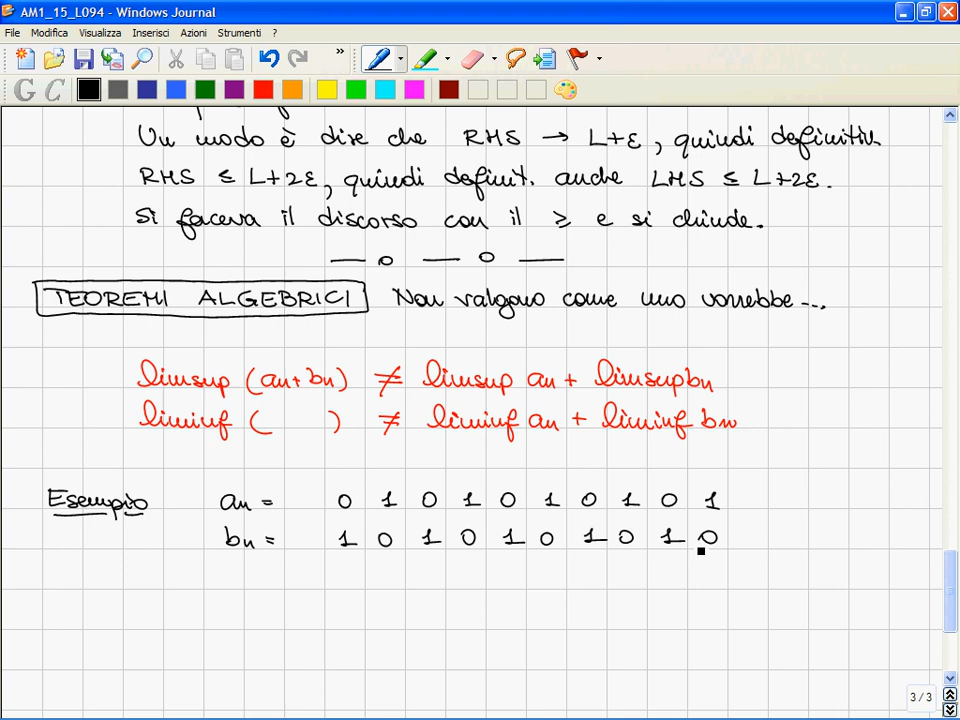 AM1_15_L094 - Windows Journal
File Modifica Visualizza Inserisci Azioni Strumenti ?
Un modo è dire che RHS → L+ε, quindi definitiv.
RHS ≤ L+2ε, quindi definit. anche LHS ≤ L+2ε.
Si faceva il discorso con il ≥ e si chiude.
— o — o —
TEOREMI ALGEBRICI Non valgono come uno vorrebbe...
limsup (an+bn) ≠ limsup an + limsup bn
liminf ( ) ≠ liminf an + liminf bn
Esempio an = 0 1 0 1 0 1 0 1 0 1
bn = 1 0 1 0 1 0 1 0 1 0
3 / 3